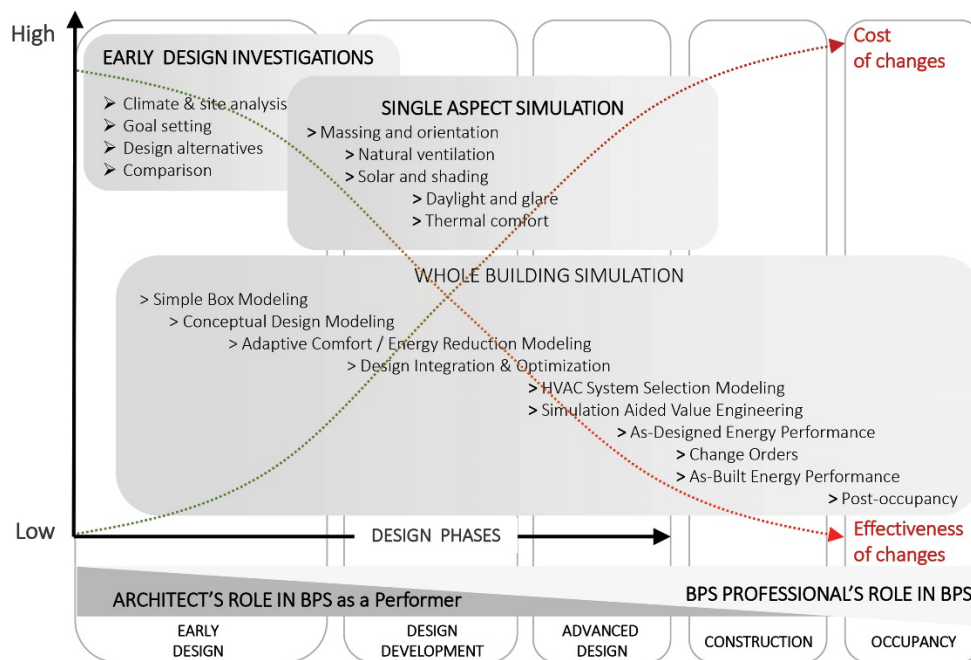 High
EARLY DESIGN INVESTIGATIONS
➢ Climate & site analysis
➢ Goal setting
➢ Design alternatives
➢ Comparison
SINGLE ASPECT SIMULATION
> Massing and orientation
> Natural ventilation
> Solar and shading
> Daylight and glare
> Thermal comfort
Cost
of changes
WHOLE BUILDING SIMULATION
> Simple Box Modeling
> Conceptual Design Modeling
> Adaptive Comfort / Energy Reduction Modeling
> Design Integration & Optimization
> HVAC System Selection Modeling
> Simulation Aided Value Engineering
> As-Designed Energy Performance
> Change Orders
> As-Built Energy Performance
> Post-occupancy
Low
DESIGN PHASES
Effectiveness
of changes
ARCHITECT'S ROLE IN BPS as a Performer
BPS PROFESSIONAL'S ROLE IN BPS
EARLY
DESIGN
DESIGN
DEVELOPMENT
ADVANCED
DESIGN
CONSTRUCTION
OCCUPANCY